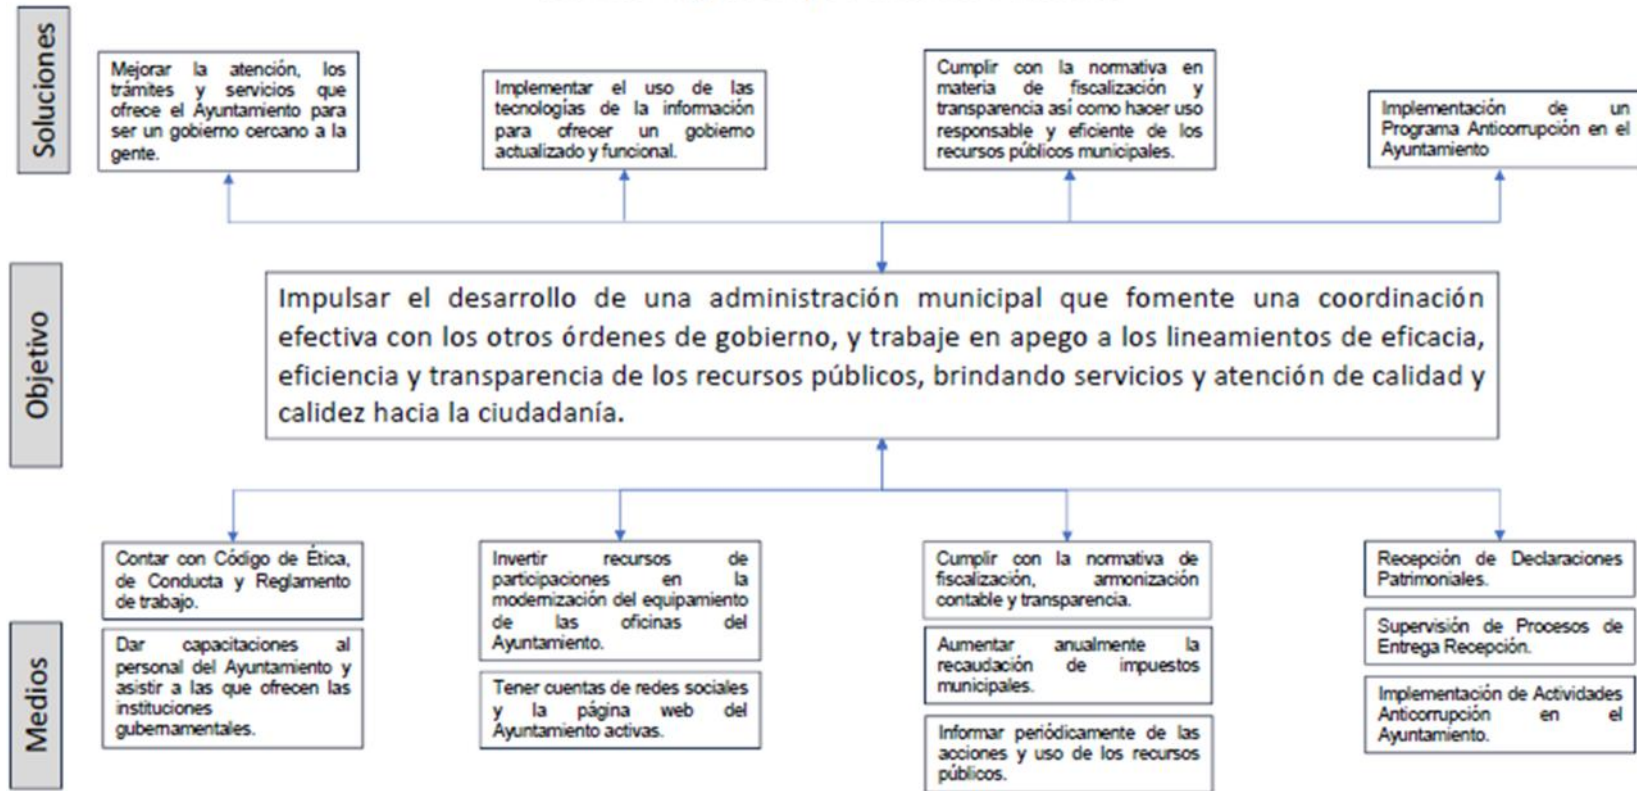 Soluciones
Mejorar la atención, los
trámites y servicios que
ofrece el Ayuntamiento para
ser un gobierno cercano a la
gente.
Implementar el uso de las
tecnologías de la información
para ofrecer un gobierno
actualizado y funcional.
Cumplir con la normativa en
materia de fiscalización y
transparencia así como hacer uso
responsable y eficiente de los
recursos públicos municipales.
Implementación de un
Programa Anticorrupción en el
Ayuntamiento
Objetivo
Impulsar el desarrollo de una administración municipal que fomente una coordinación
efectiva con los otros órdenes de gobierno, y trabaje en apego a los lineamientos de eficacia,
eficiencia y transparencia de los recursos públicos, brindando servicios y atención de calidad y
calidez hacia la ciudadanía.
Medios
Contar con Código de Ética,
de Conducta y Reglamento
de trabajo.
Dar capacitaciones al
personal del Ayuntamiento y
asistir a las que ofrecen las
instituciones
gubernamentales.
Invertir recursos de
participaciones en la
modernización del equipamiento
de las oficinas del
Ayuntamiento.
Tener cuentas de redes sociales
y la página web del
Ayuntamiento activas.
Cumplir con la normativa de
fiscalización, armonización
contable y transparencia.
Aumentar anualmente la
recaudación de impuestos
municipales.
Informar periódicamente de las
acciones y uso de los recursos
públicos.
Recepción de Declaraciones
Patrimoniales.
Supervisión de Procesos de
Entrega Recepción.
Implementación de Actividades
Anticorrupción en el
Ayuntamiento.